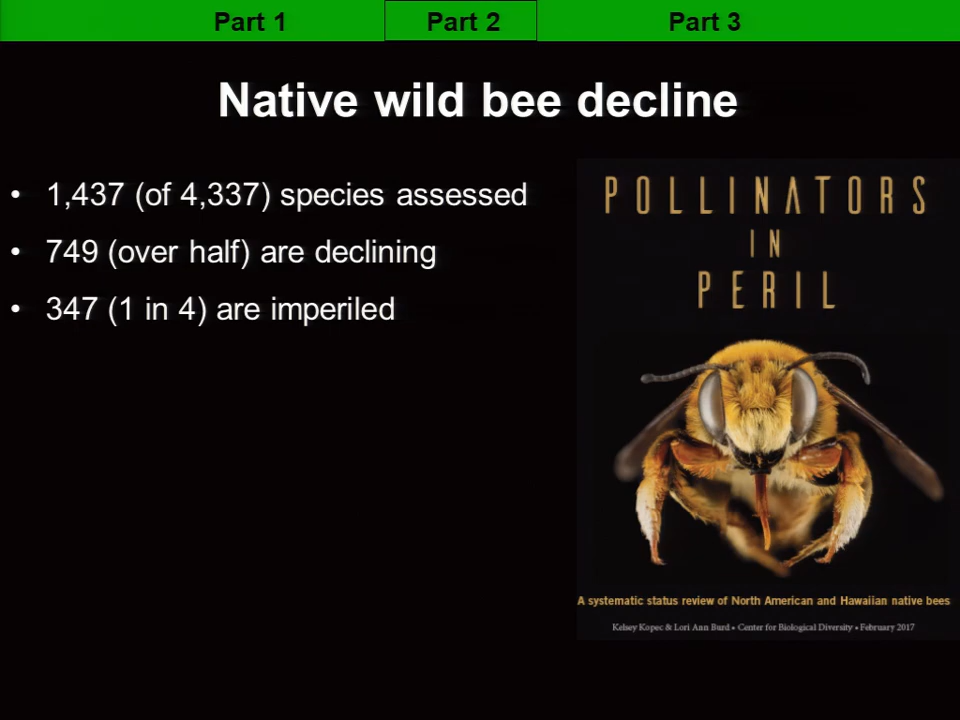 Part 1 Part 2 Part 3
Native wild bee decline
• 1,437 (of 4,337) species assessed
• 749 (over half) are declining
• 347 (1 in 4) are imperiled
POLLINATORS
IN
PERIL
A systematic status review of North American and Hawaiian native bees
Kelsey Kopec & Lori Ann Burd • Center for Biological Diversity • February 2017